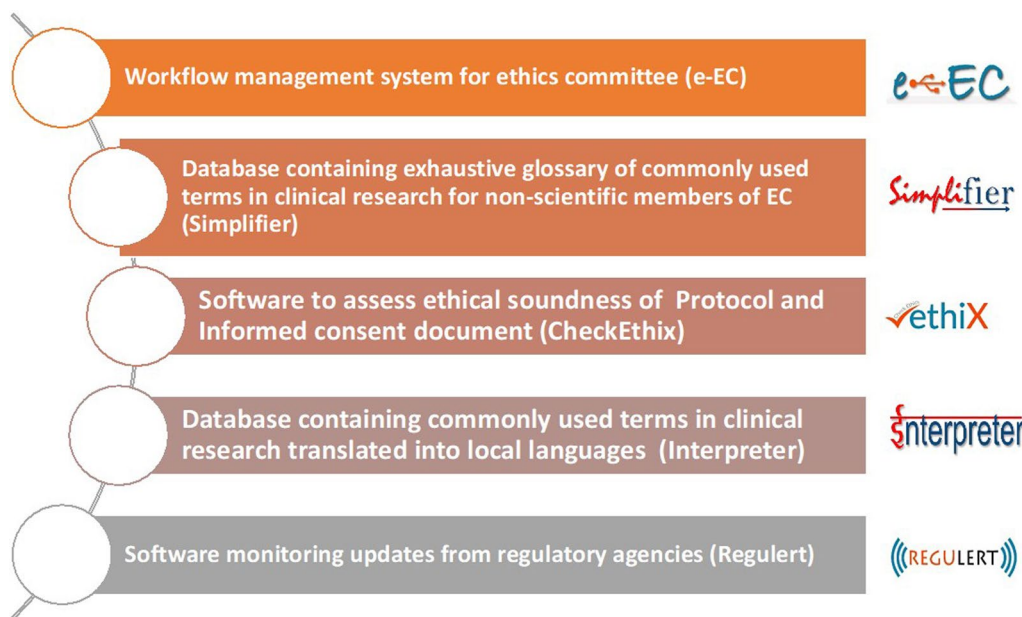 Workflow management system for ethics committee (e-EC)
e EC
Database containing exhaustive glossary of commonly used
terms in clinical research for non-scientific members of EC
(Simplifier)
Simplifier
Software to assess ethical soundness of Protocol and
Informed consent document (CheckEthix)
Check Ethix
ethiX
Database containing commonly used terms in clinical
research translated into local languages (Interpreter)
Interpreter
Software monitoring updates from regulatory agencies (Regulert)
((REGULERT))